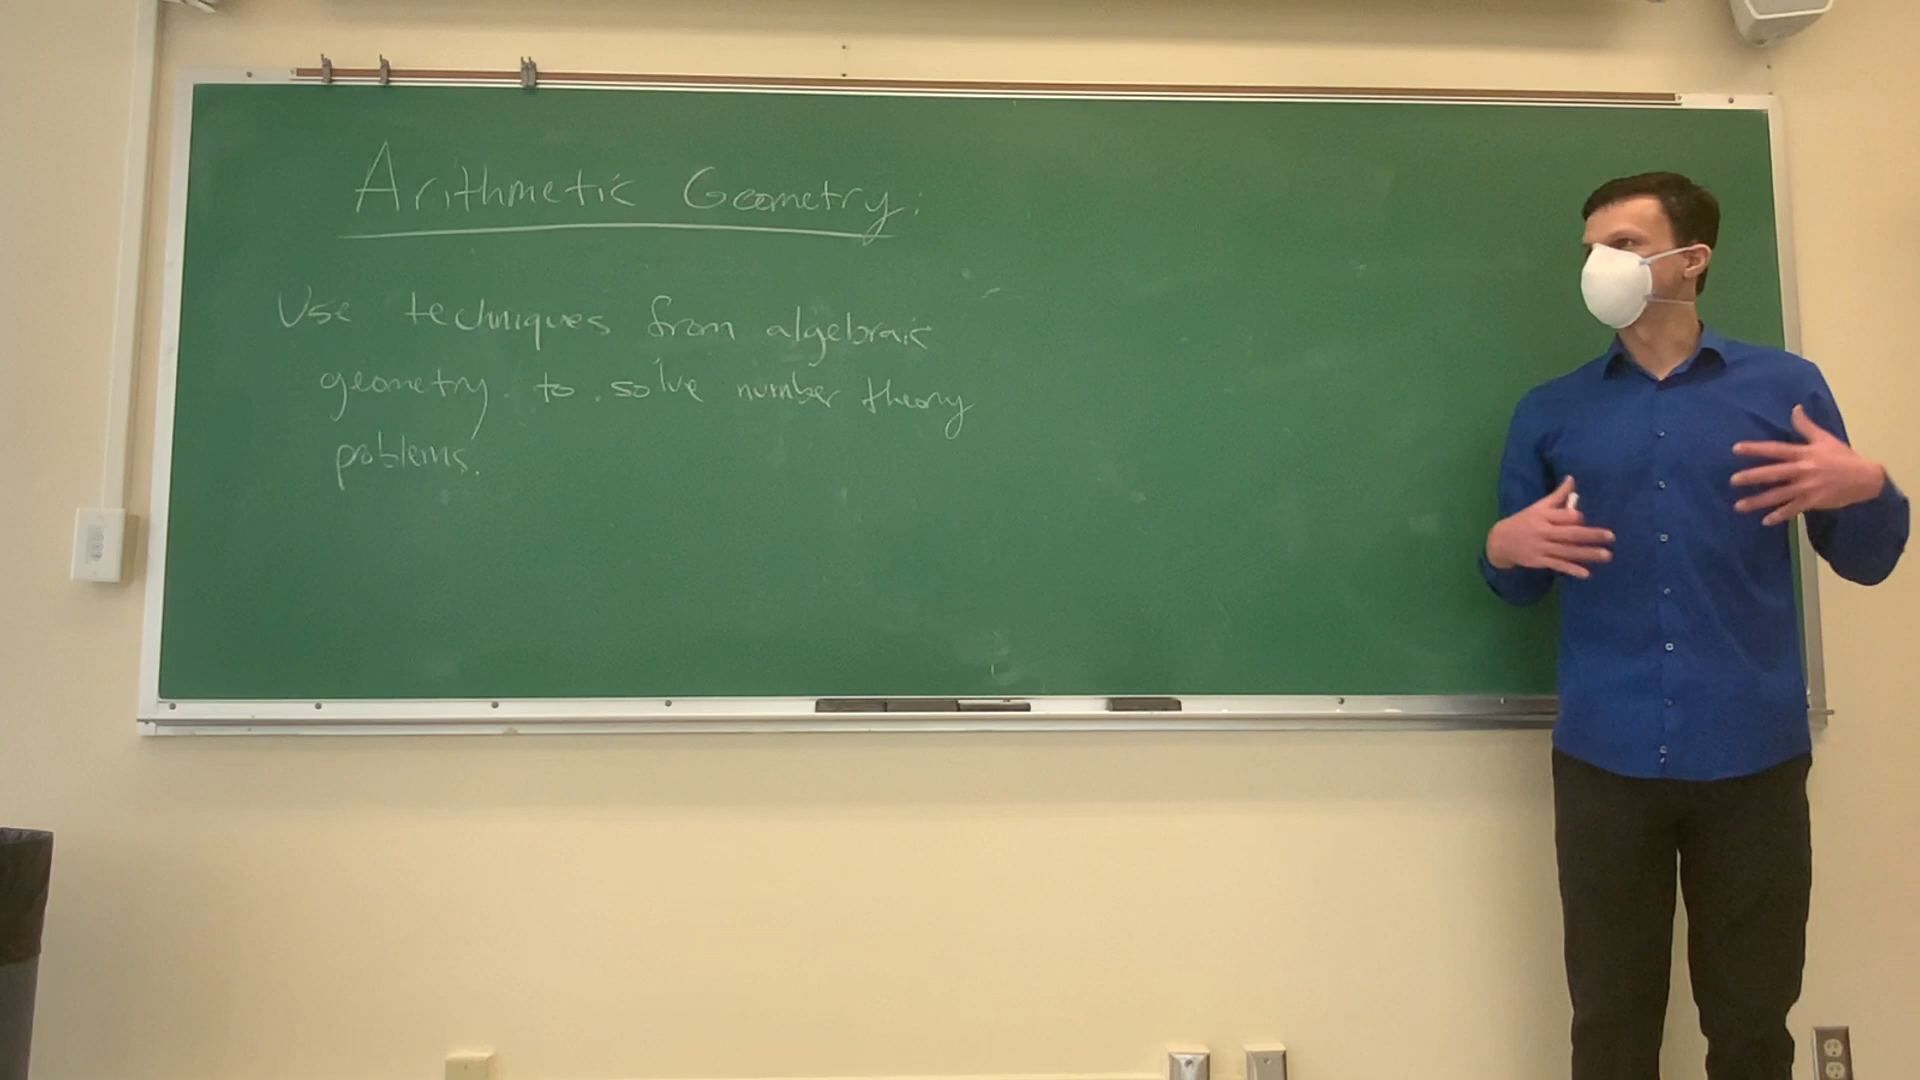 Arithmetic Geometry:
Use techniques from algebraic
geometry to solve number theory
problems.